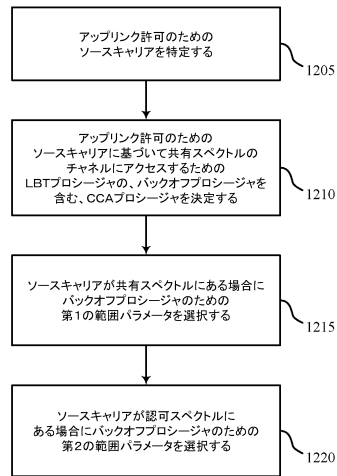 アップリンク許可のための
ソースキャリアを特定する
1205
アップリンク許可のための
ソースキャリアに基づいて共有スペクトルの
チャネルにアクセスするための
LBTプロシージャの、バックオフプロシージャを
含む、CCAプロシージャを決定する
1210
ソースキャリアが共有スペクトルにある場合に
バックオフプロシージャのための
第1の範囲パラメータを選択する
1215
ソースキャリアが認可スペクトルに
ある場合にバックオフプロシージャのための
第2の範囲パラメータを選択する
1220